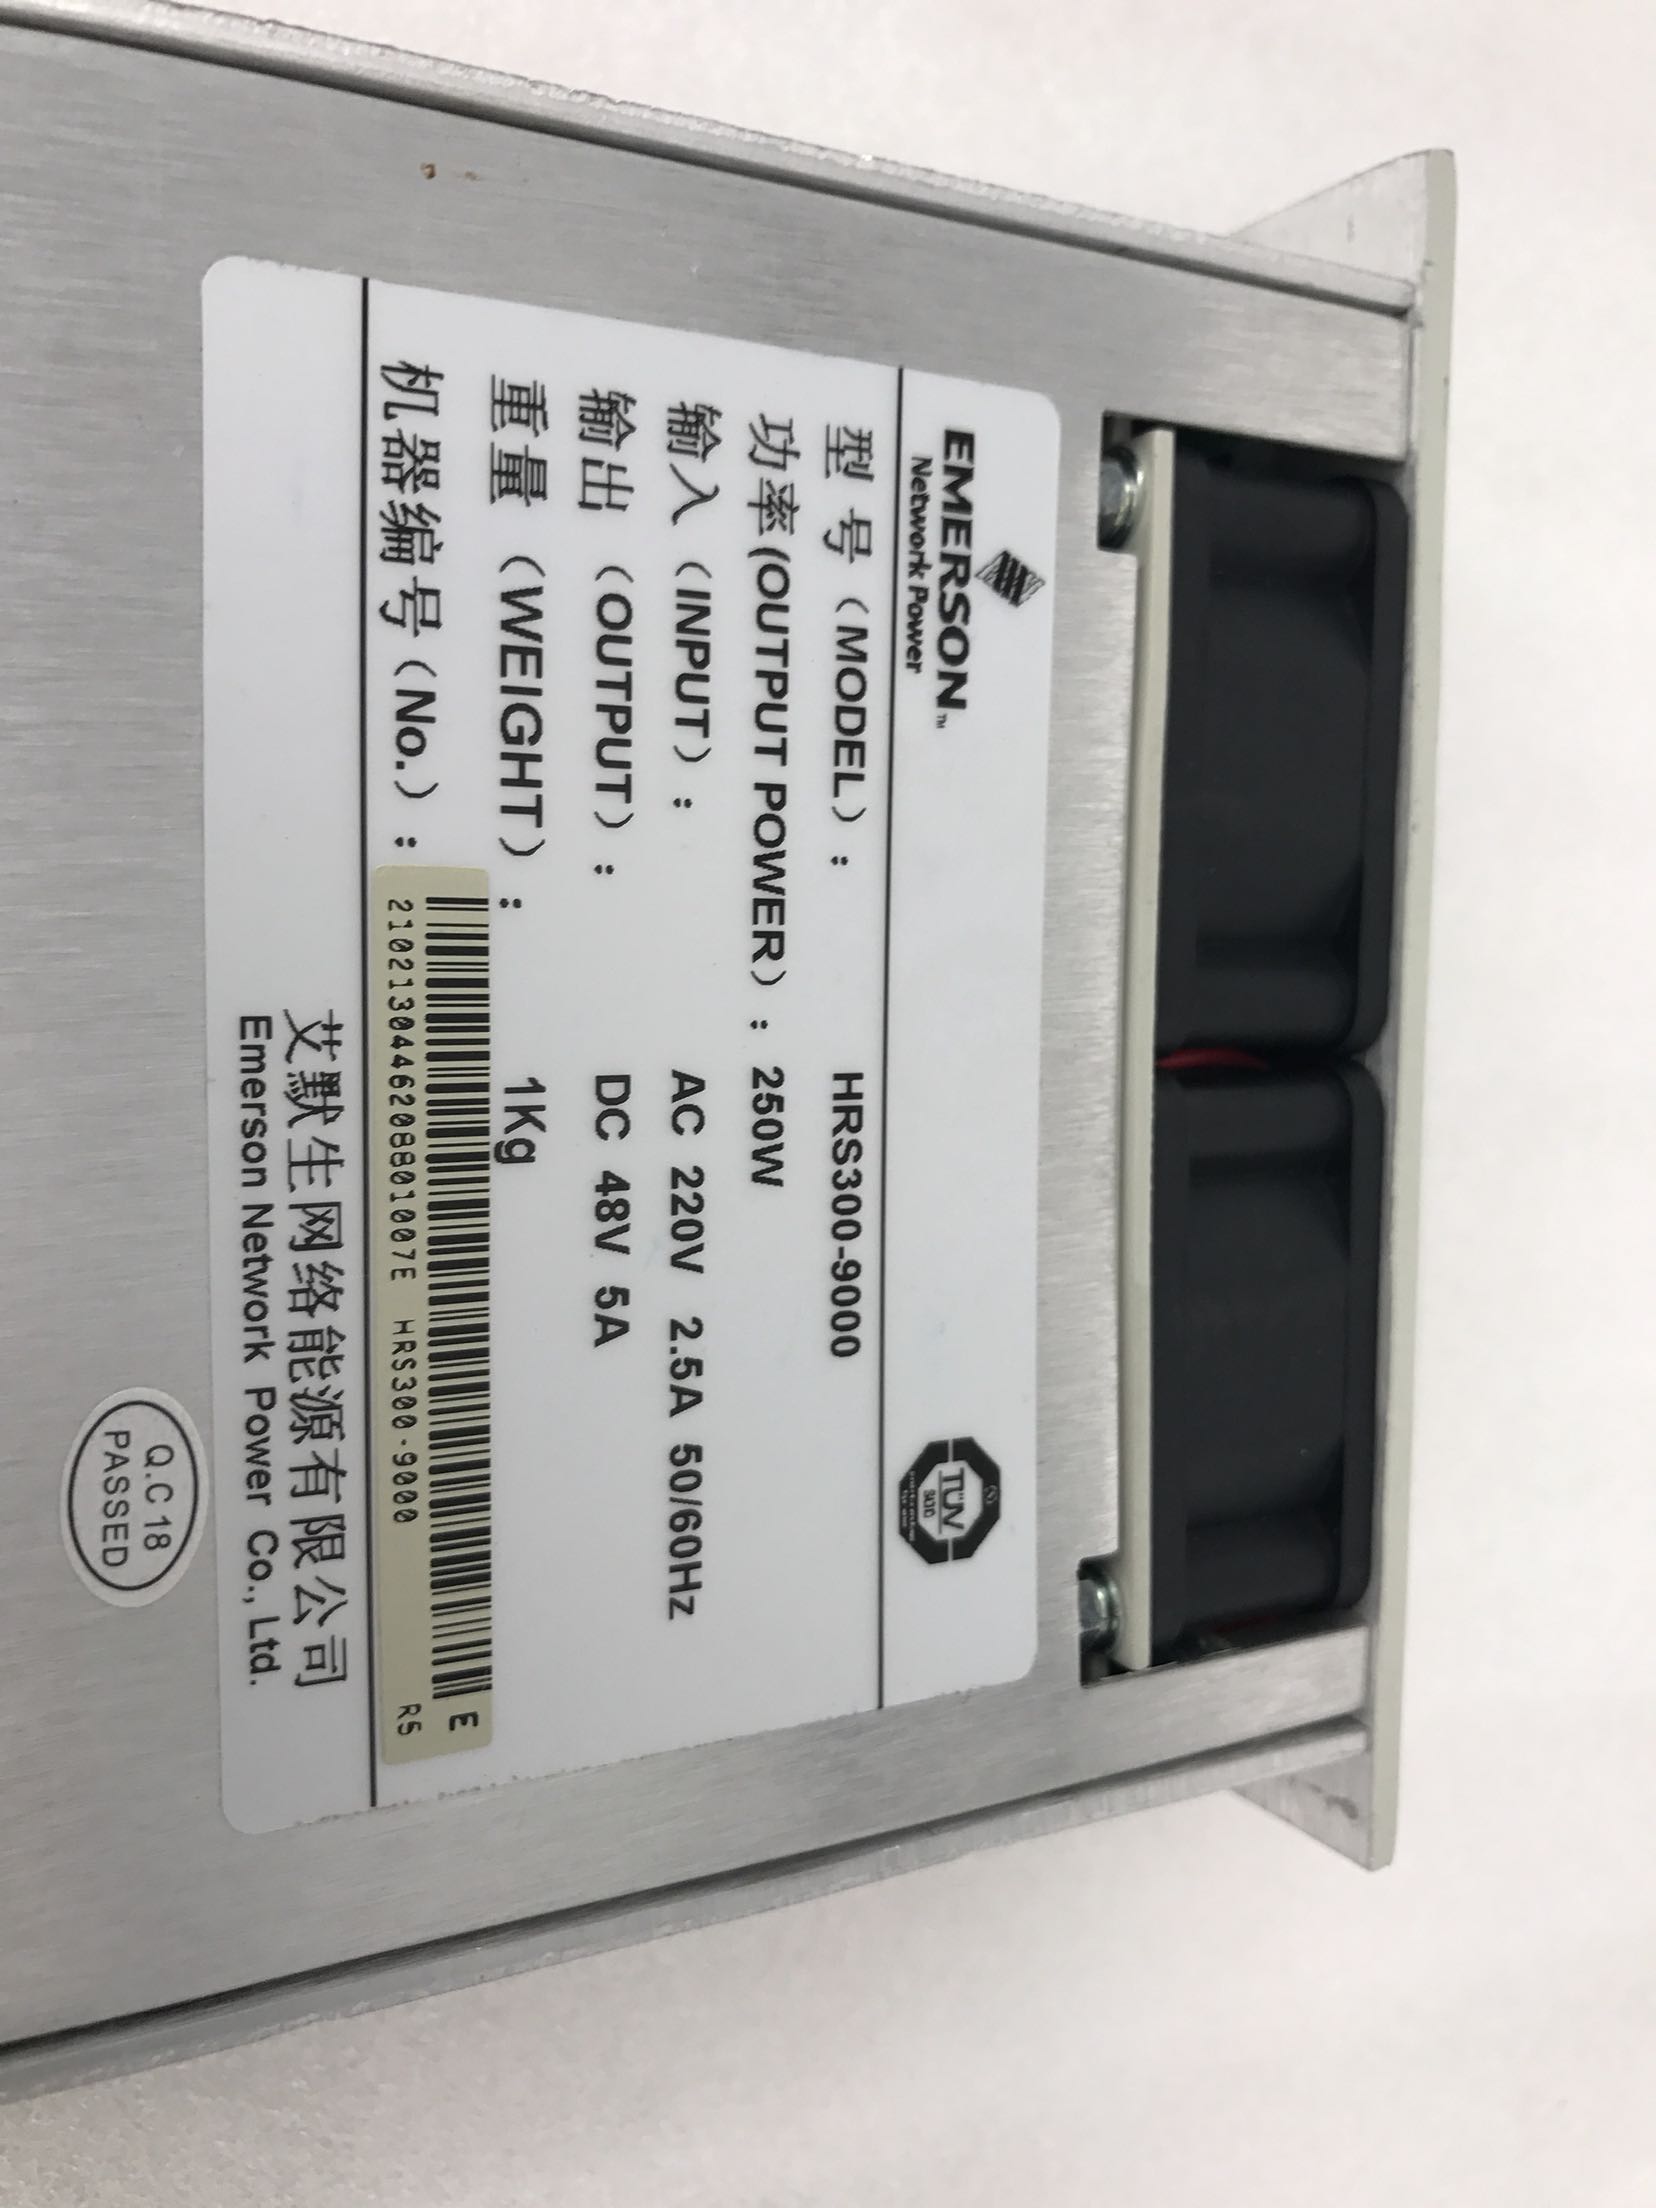 EMERSON™
Network Power
TÜV
型 号（MODEL）： HRS300-9000
功率(OUTPUT POWER）：250W
输入（INPUT）： AC 220V 2.5A 50/60Hz
输出（OUTPUT）： DC 48V 5A
重量（WEIGHT）： 1Kg
机器编号（No.）：
E
HRS300-9000 R5
艾默生网络能源有限公司
Emerson Network Power Co., Ltd.
Q.C 18
PASSED